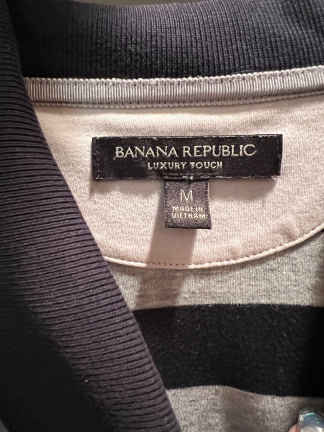 BANANA REPUBLIC
LUXURY TOUCH
M
MADE IN
VIETNAM